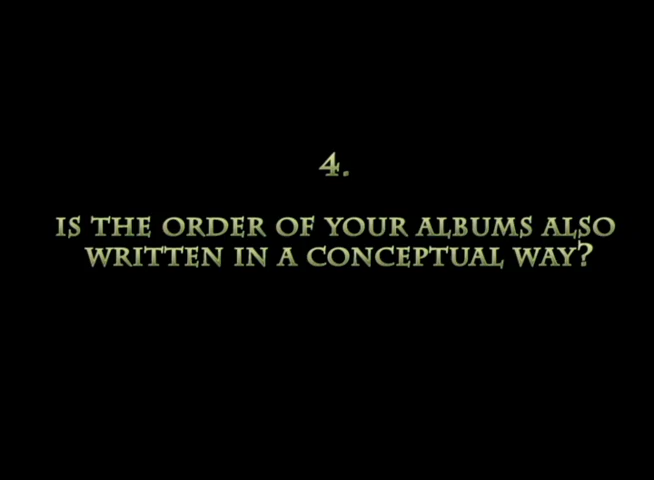 4.
IS THE ORDER OF YOUR ALBUMS ALSO
WRITTEN IN A CONCEPTUAL WAY?